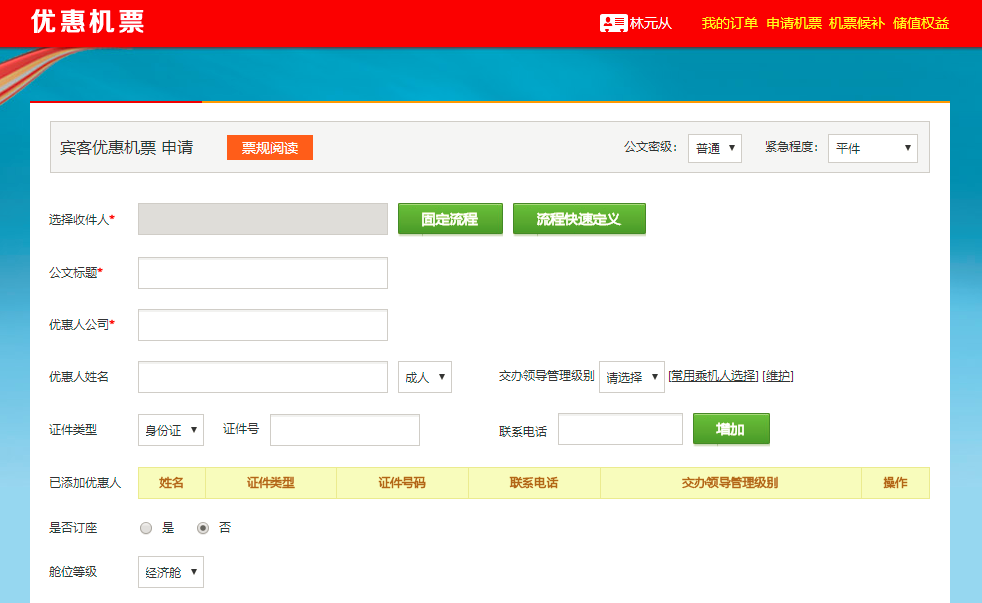 优惠机票
林元从 我的订单 申请机票 机票候补 储值权益
宾客优惠机票 申请 票规阅读 公文密级： 普通 紧急程度： 平件
选择收件人* 固定流程 流程快速定义
公文标题*
优惠人公司*
优惠人姓名 成人 交办领导管理级别 请选择 [常用乘机人选择] [维护]
证件类型 身份证 证件号 联系电话 增加
已添加优惠人 姓名 证件类型 证件号码 联系电话 交办领导管理级别 操作
是否订座 是 否
舱位等级 经济舱